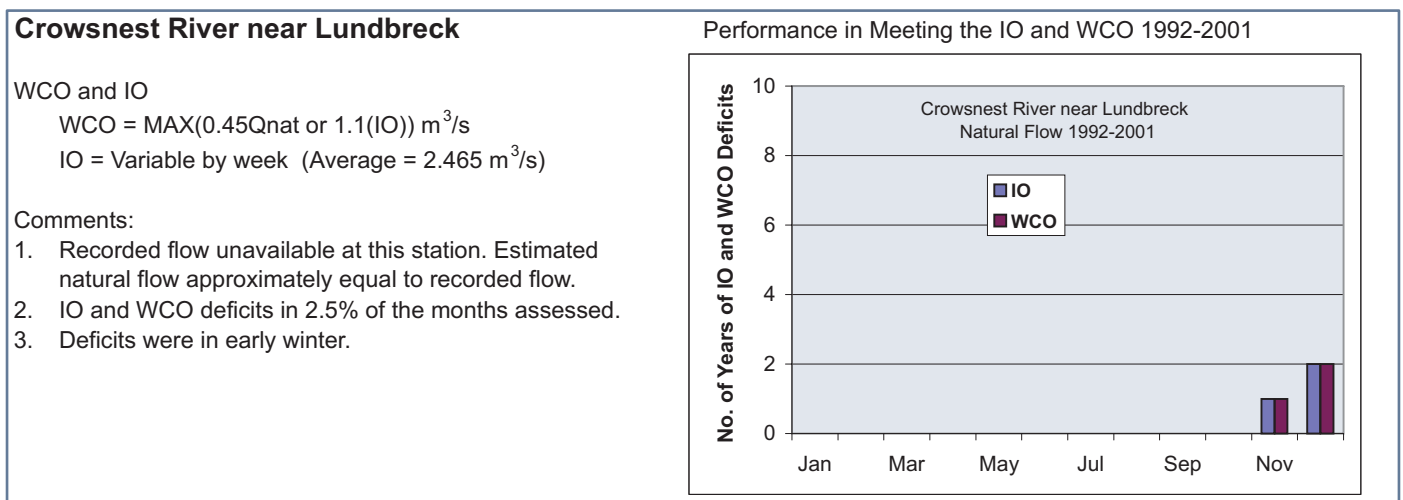 Crowsnest River near Lundbreck
WCO and IO
WCO = MAX(0.45Qnat or 1.1(IO)) m³/s
IO = Variable by week (Average = 2.465 m³/s)
Comments:
1. Recorded flow unavailable at this station. Estimated
natural flow approximately equal to recorded flow.
2. IO and WCO deficits in 2.5% of the months assessed.
3. Deficits were in early winter.
Performance in Meeting the IO and WCO 1992-2001
No. of Years of IO and WCO Deficits
10
8
6
4
2
0
Crowsnest River near Lundbreck
Natural Flow 1992-2001
IO
WCO
Jan Mar May Jul Sep Nov